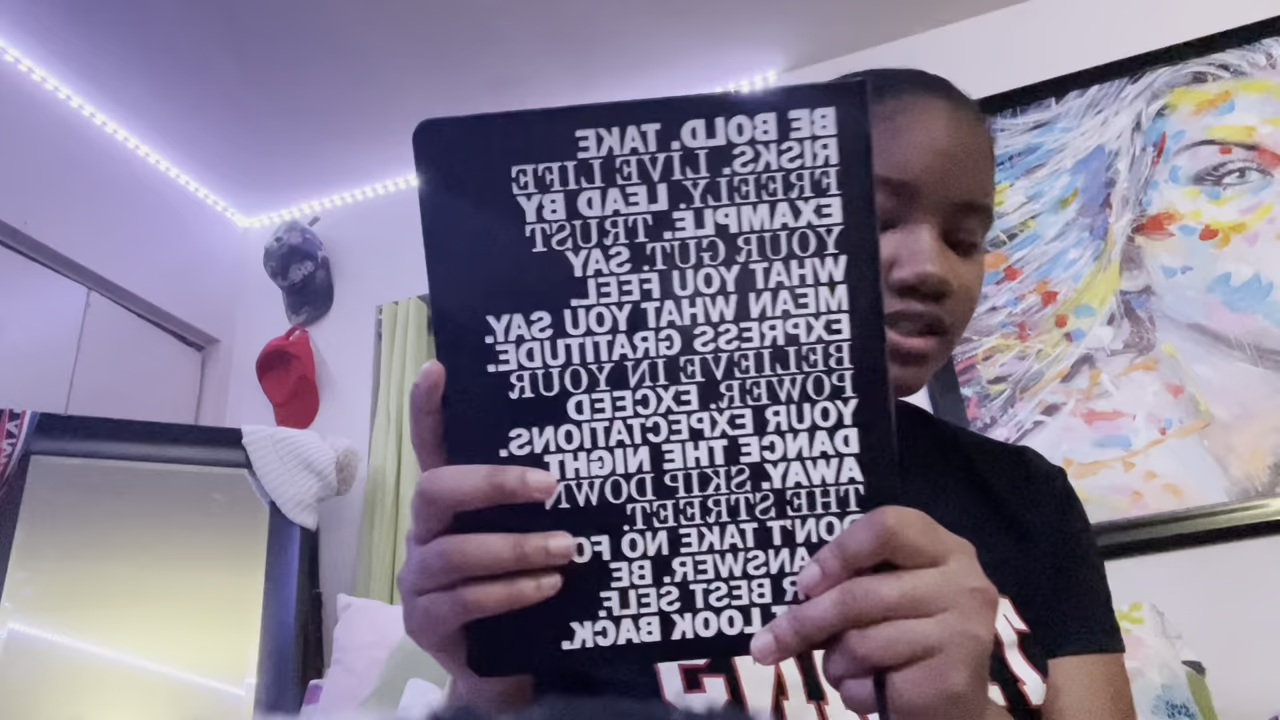 BE BOLD. TAKE
RISKS. LIVE LIFE
FREELY. LEAD BY
EXAMPLE. TRUST
YOUR GUT. SAY
WHAT YOU FEEL.
MEAN WHAT YOU SAY.
EXPRESS GRATITUDE.
BELIEVE IN YOUR
POWER. EXCEED
YOUR EXPECTATIONS.
DANCE THE NIGHT
AWAY. SKIP DOWN
THE STREET.
DON'T TAKE NO FO
ANSWER. BE
R BEST SELF.
T LOOK BACK.